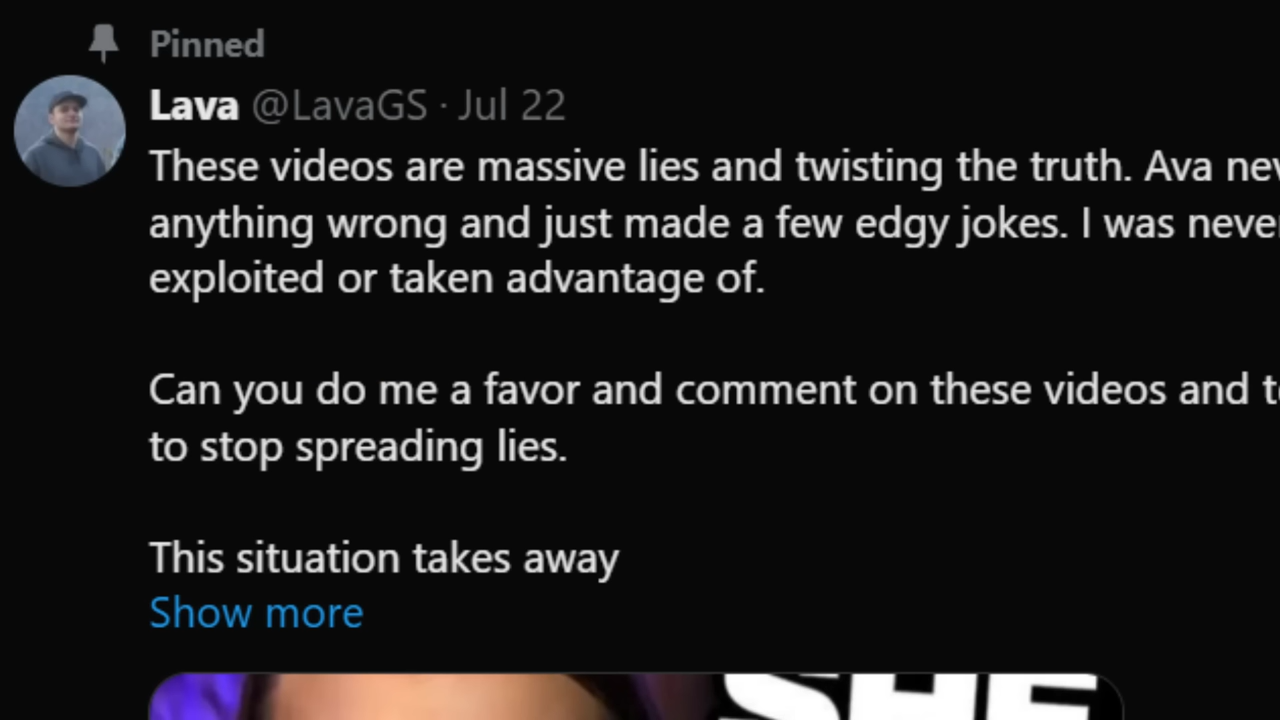 Pinned
Lava @LavaGS · Jul 22
These videos are massive lies and twisting the truth. Ava
anything wrong and just made a few edgy jokes. I was never
exploited or taken advantage of.
Can you do me a favor and comment on these videos and
to stop spreading lies.
This situation takes away
Show more
SHE